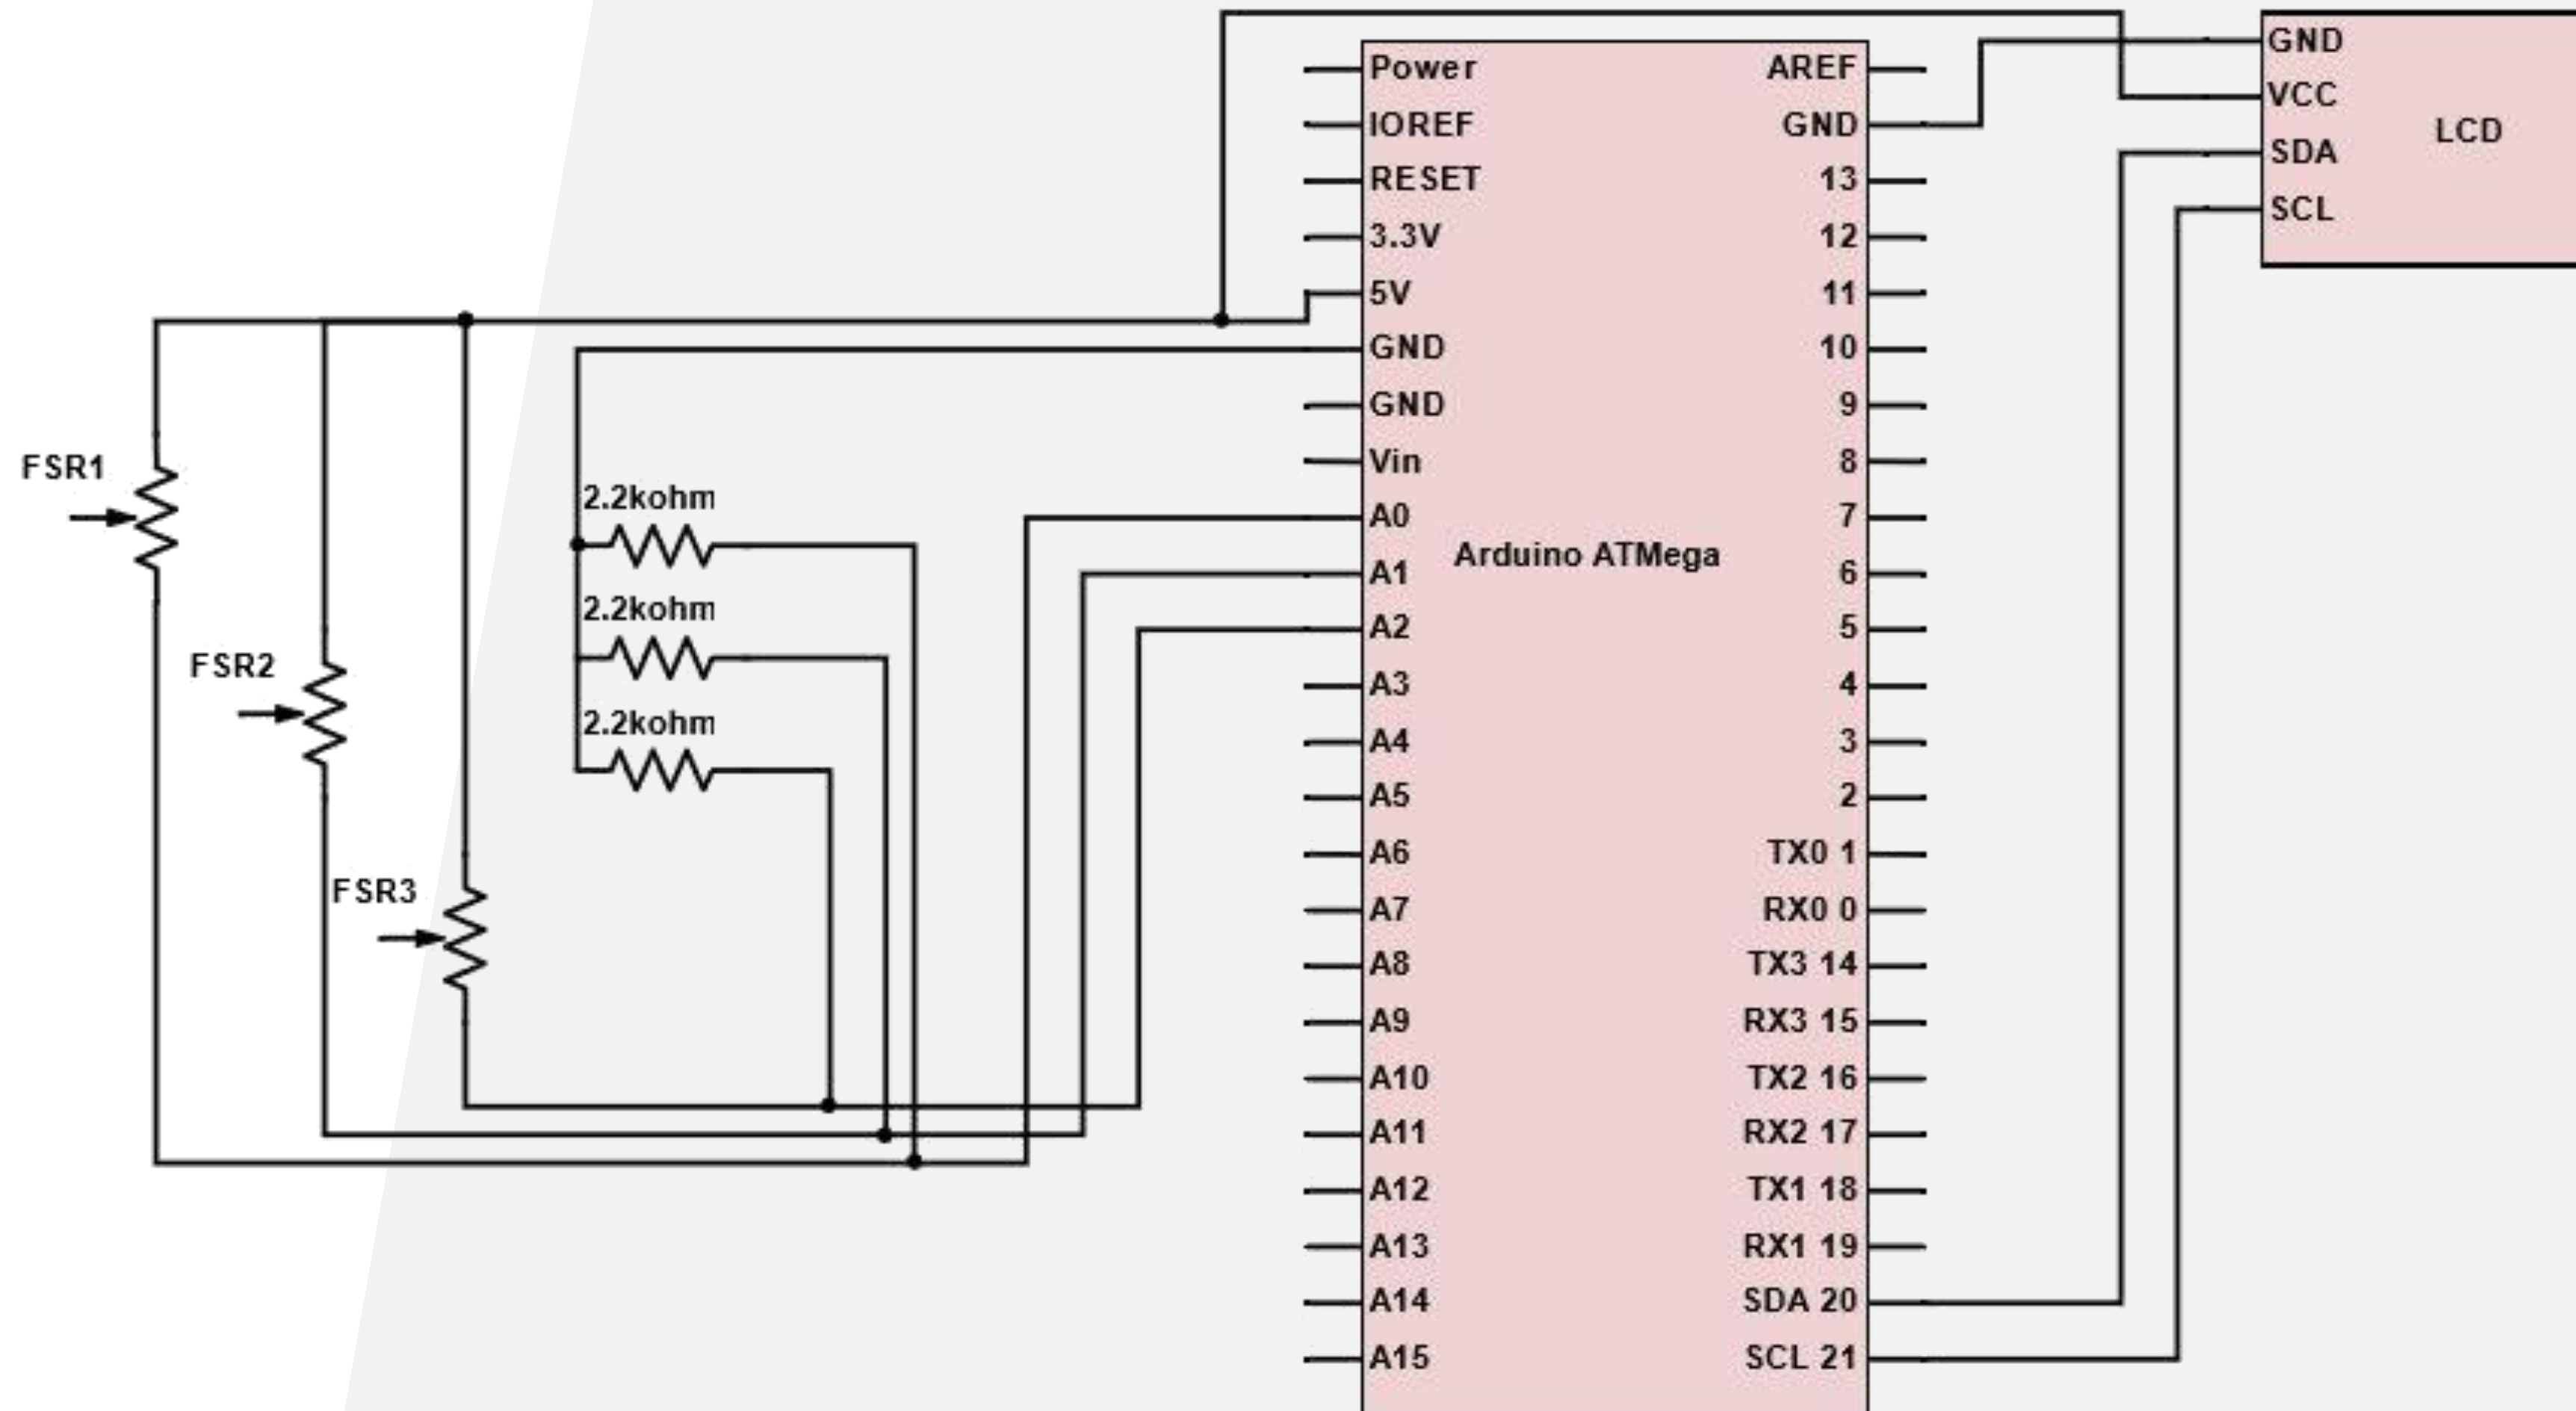 FSR1
FSR2
FSR3
2.2kohm
2.2kohm
2.2kohm
Power
IOREF
RESET
3.3V
5V
GND
GND
Vin
A0
A1
A2
A3
A4
A5
A6
A7
A8
A9
A10
A11
A12
A13
A14
A15
Arduino ATMega
AREF
GND
13
12
11
10
9
8
7
6
5
4
3
2
TX0 1
RX0 0
TX3 14
RX3 15
TX2 16
RX2 17
TX1 18
RX1 19
SDA 20
SCL 21
GND
VCC
SDA
SCL
LCD